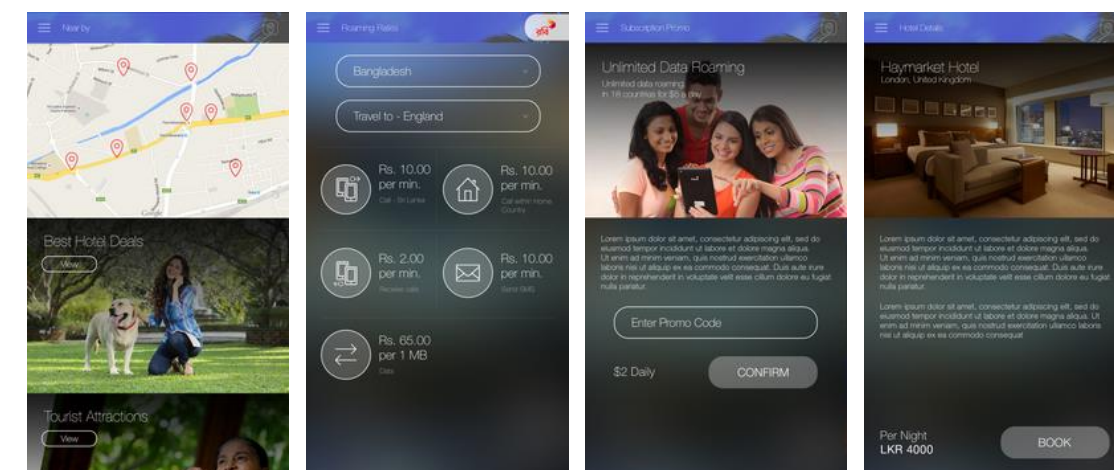 Near by
Google
Best Hotel Deals
View
Tourist Attractions
View
Roaming Rates
Bangladesh
Travel to - England
Rs. 10.00
per min.
Call - Sri Lanka
Rs. 10.00
per min.
Call within Home
Country
Rs. 2.00
per min.
Receive calls
Rs. 10.00
per min.
Send SMS
Rs. 65.00
per 1 MB
Data
Subscription Promo
Unlimited Data Roaming
Unlimited data roaming
in 18 countries for $5 a day
Lorem ipsum dolor sit amet, consectetur adipiscing elit, sed do
eiusmod tempor incididunt ut labore et dolore magna aliqua.
Ut enim ad minim veniam, quis nostrud exercitation ullamco
laboris nisi ut aliquip ex ea commodo consequat. Duis aute irure
dolor in reprehenderit in voluptate velit esse cillum dolore eu fugiat
nulla pariatur.
Enter Promo Code
$2 Daily
CONFIRM
Hotel Details
Haymarket Hotel
London, United Kingdom
Lorem ipsum dolor sit amet, consectetur adipiscing elit, sed do
eiusmod tempor incididunt ut labore et dolore magna aliqua.
Ut enim ad minim veniam, quis nostrud exercitation ullamco
laboris nisi ut aliquip ex ea commodo consequat. Duis aute irure
dolor in reprehenderit in voluptate velit esse cillum dolore eu fugiat
nulla pariatur.
Lorem ipsum dolor sit amet, consectetur adipiscing elit, sed do
eiusmod tempor incididunt ut labore et dolore magna aliqua. Ut
enim ad minim veniam, quis nostrud exercitation ullamco laboris
nisi ut aliquip ex ea commodo consequat
Per Night
LKR 4000
BOOK